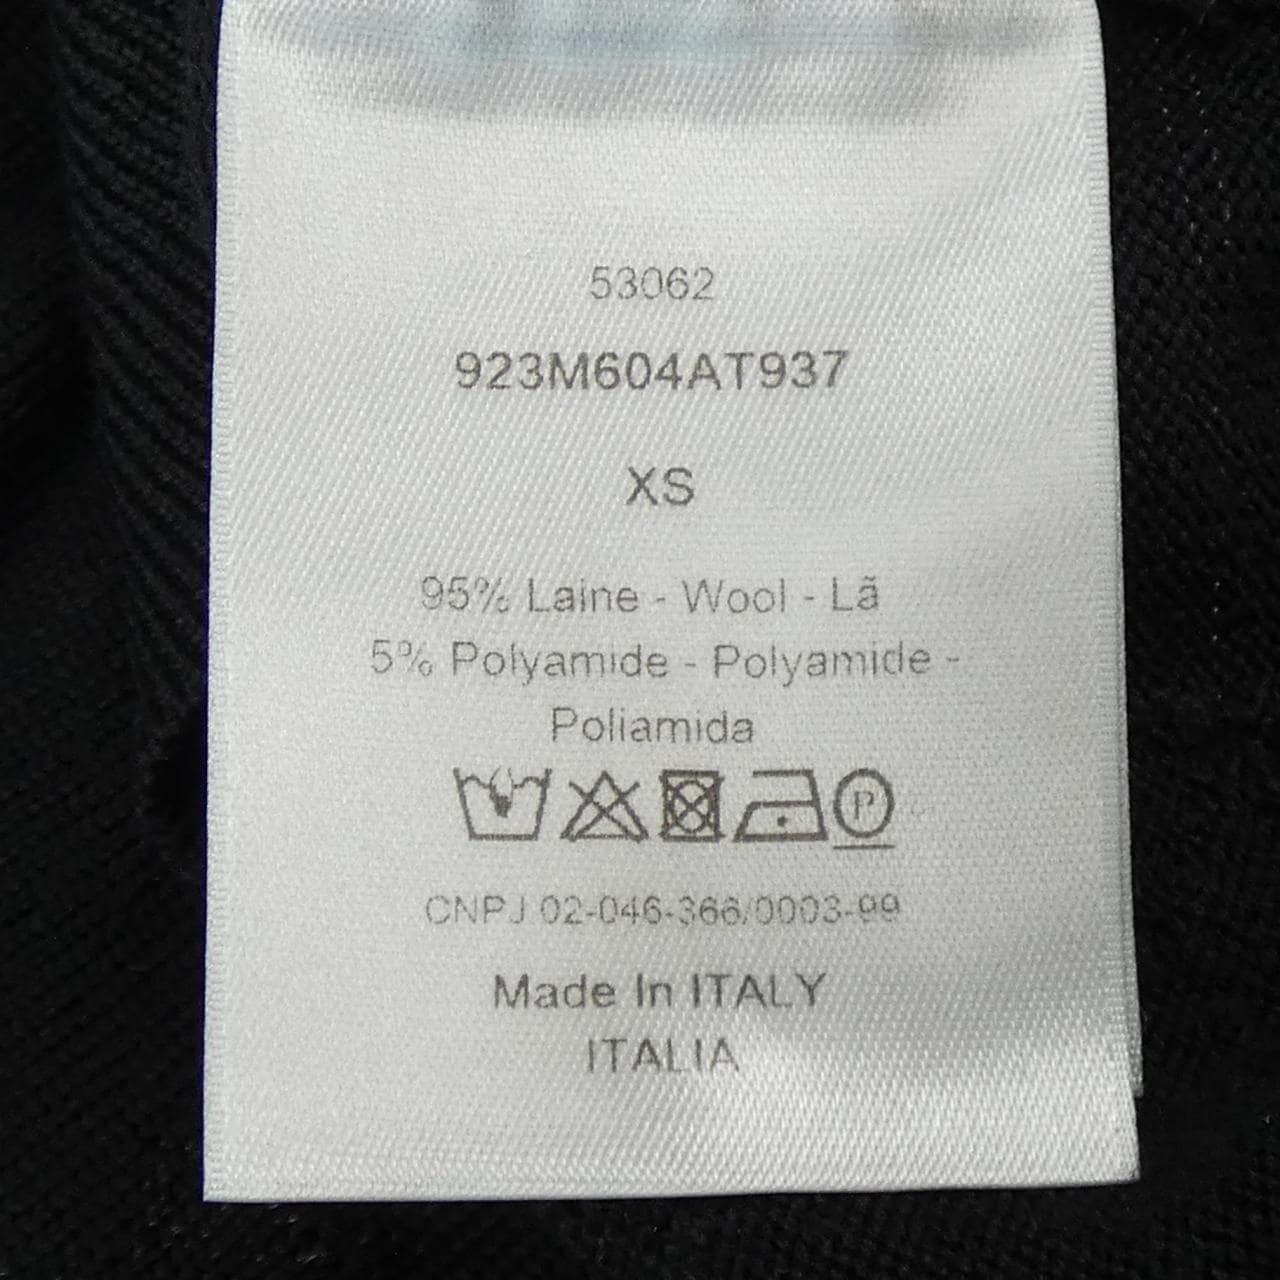 53062
923M604AT937
XS
95% Laine - Wool - Lã
5% Polyamide - Polyamide -
Poliamida
P
CNPJ 02-046-366/0003-99
Made In ITALY
ITALIA